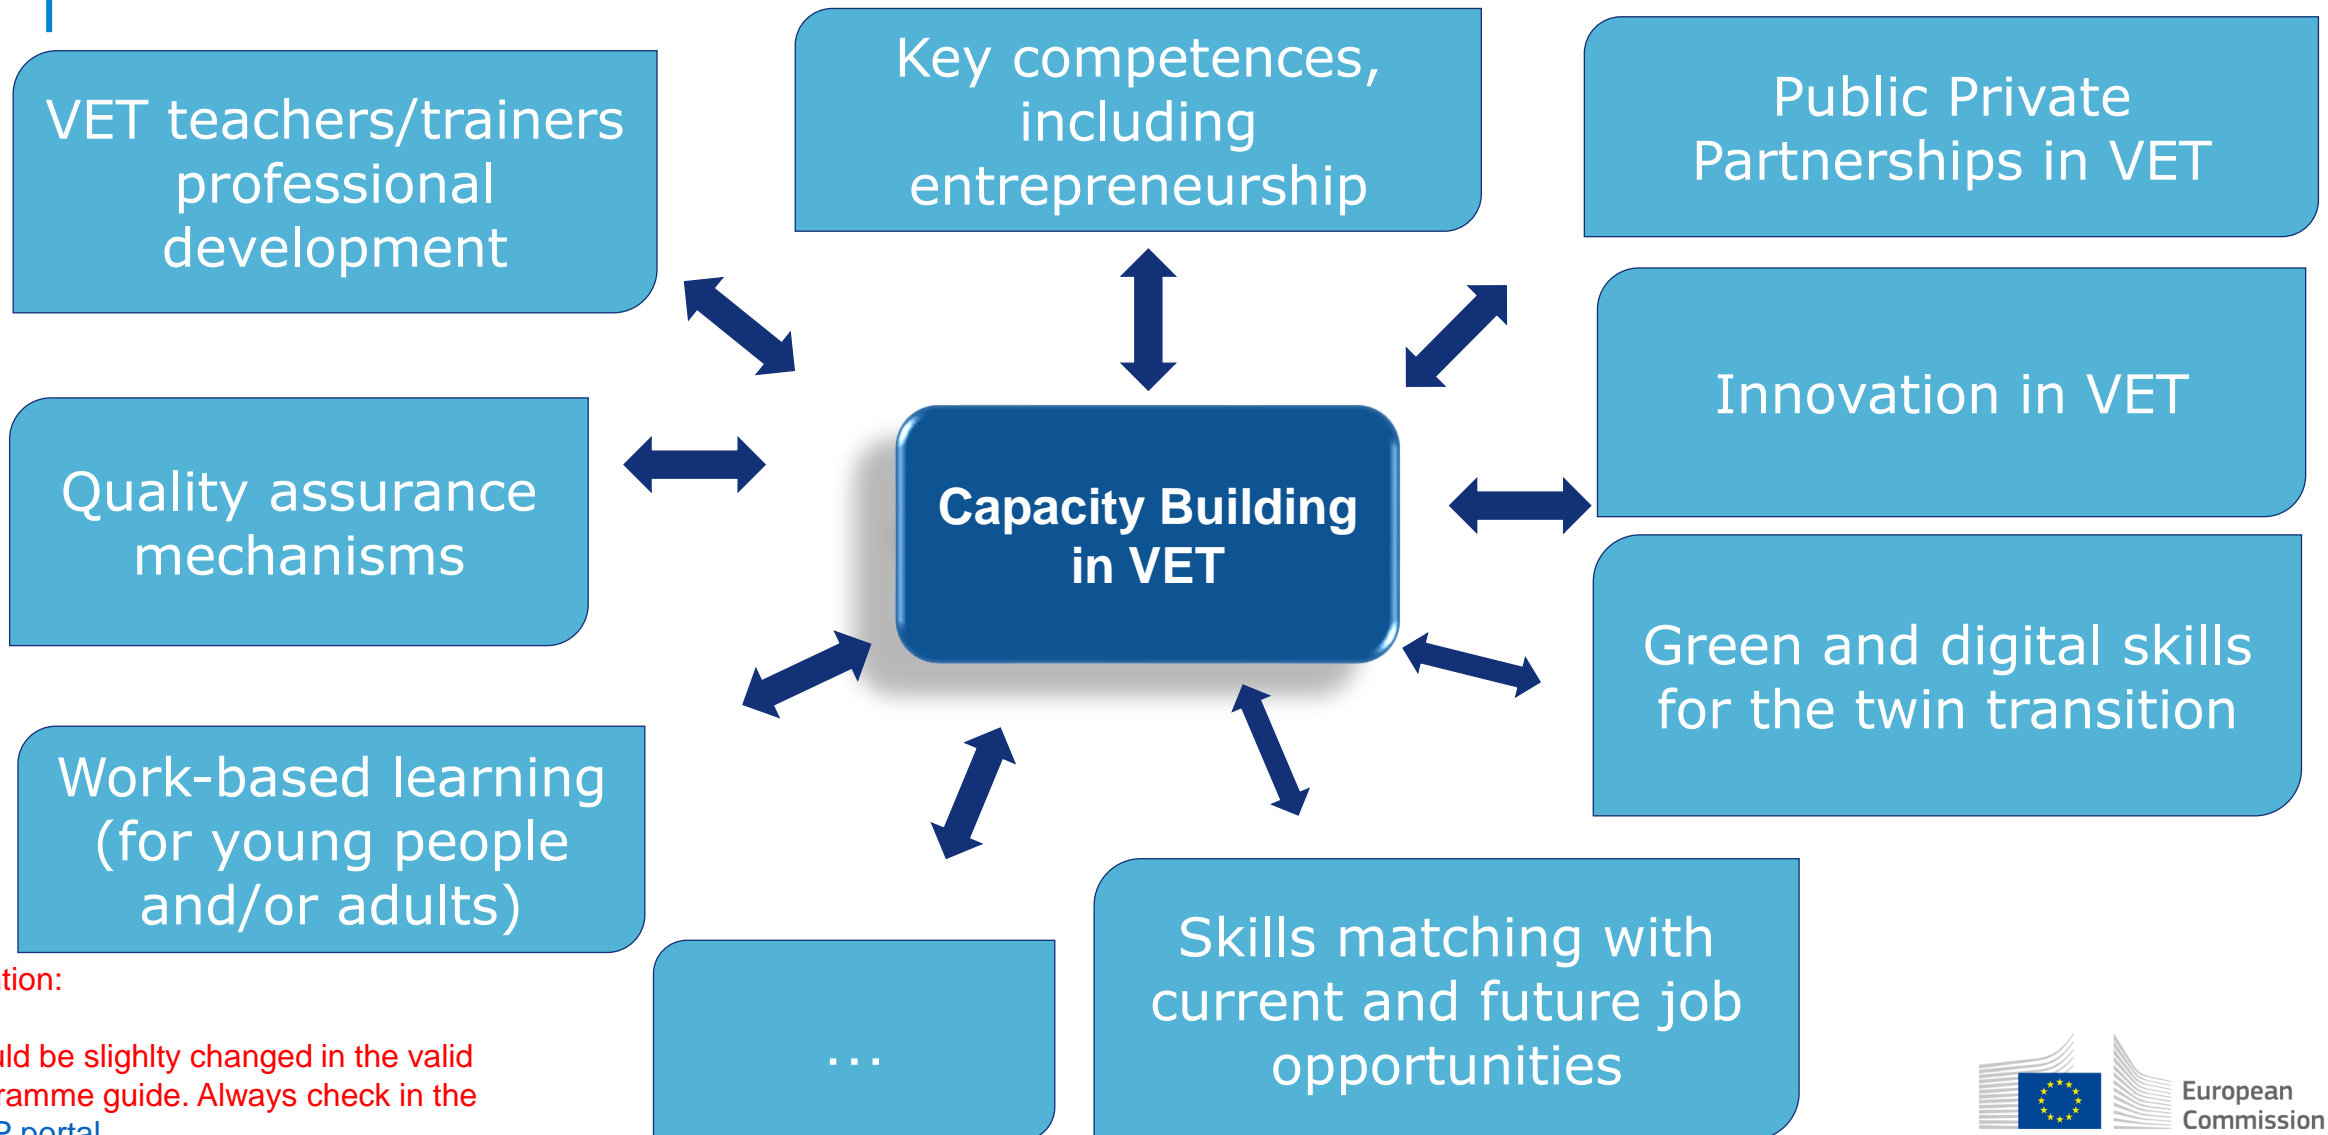 VET teachers/trainers
professional
development
Key competences,
including
entrepreneurship
Public Private
Partnerships in VET
Innovation in VET
Quality assurance
mechanisms
Capacity Building
in VET
Green and digital skills
for the twin transition
Work-based learning
(for young people
and/or adults)
...
Skills matching with
current and future job
opportunities
tion:
uld be slighlty changed in the valid
ramme guide. Always check in the
P portal
European
Commission